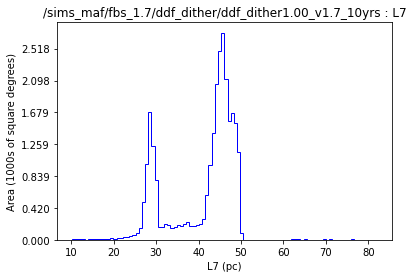 /sims_maf/fbs_1.7/ddf_dither/ddf_dither1.00_v1.7_10yrs : L7
Area (1000s of square degrees)
2.518
2.098
1.679
1.259
0.839
0.420
0.000
10 20 30 40 50 60 70 80
L7 (pc)